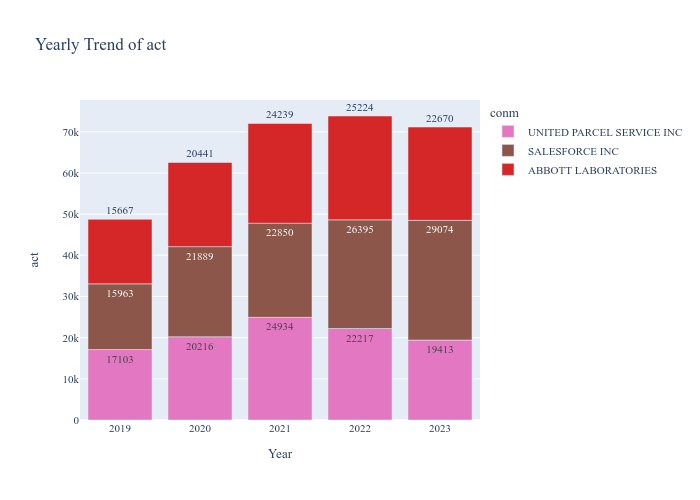 Yearly Trend of act
conm
UNITED PARCEL SERVICE INC
SALESFORCE INC
ABBOTT LABORATORIES
act
70k
60k
50k
40k
30k
20k
10k
0
15667
20441
24239
25224
22670
15963
21889
22850
26395
29074
17103
20216
24934
22217
19413
2019
2020
2021
2022
2023
Year